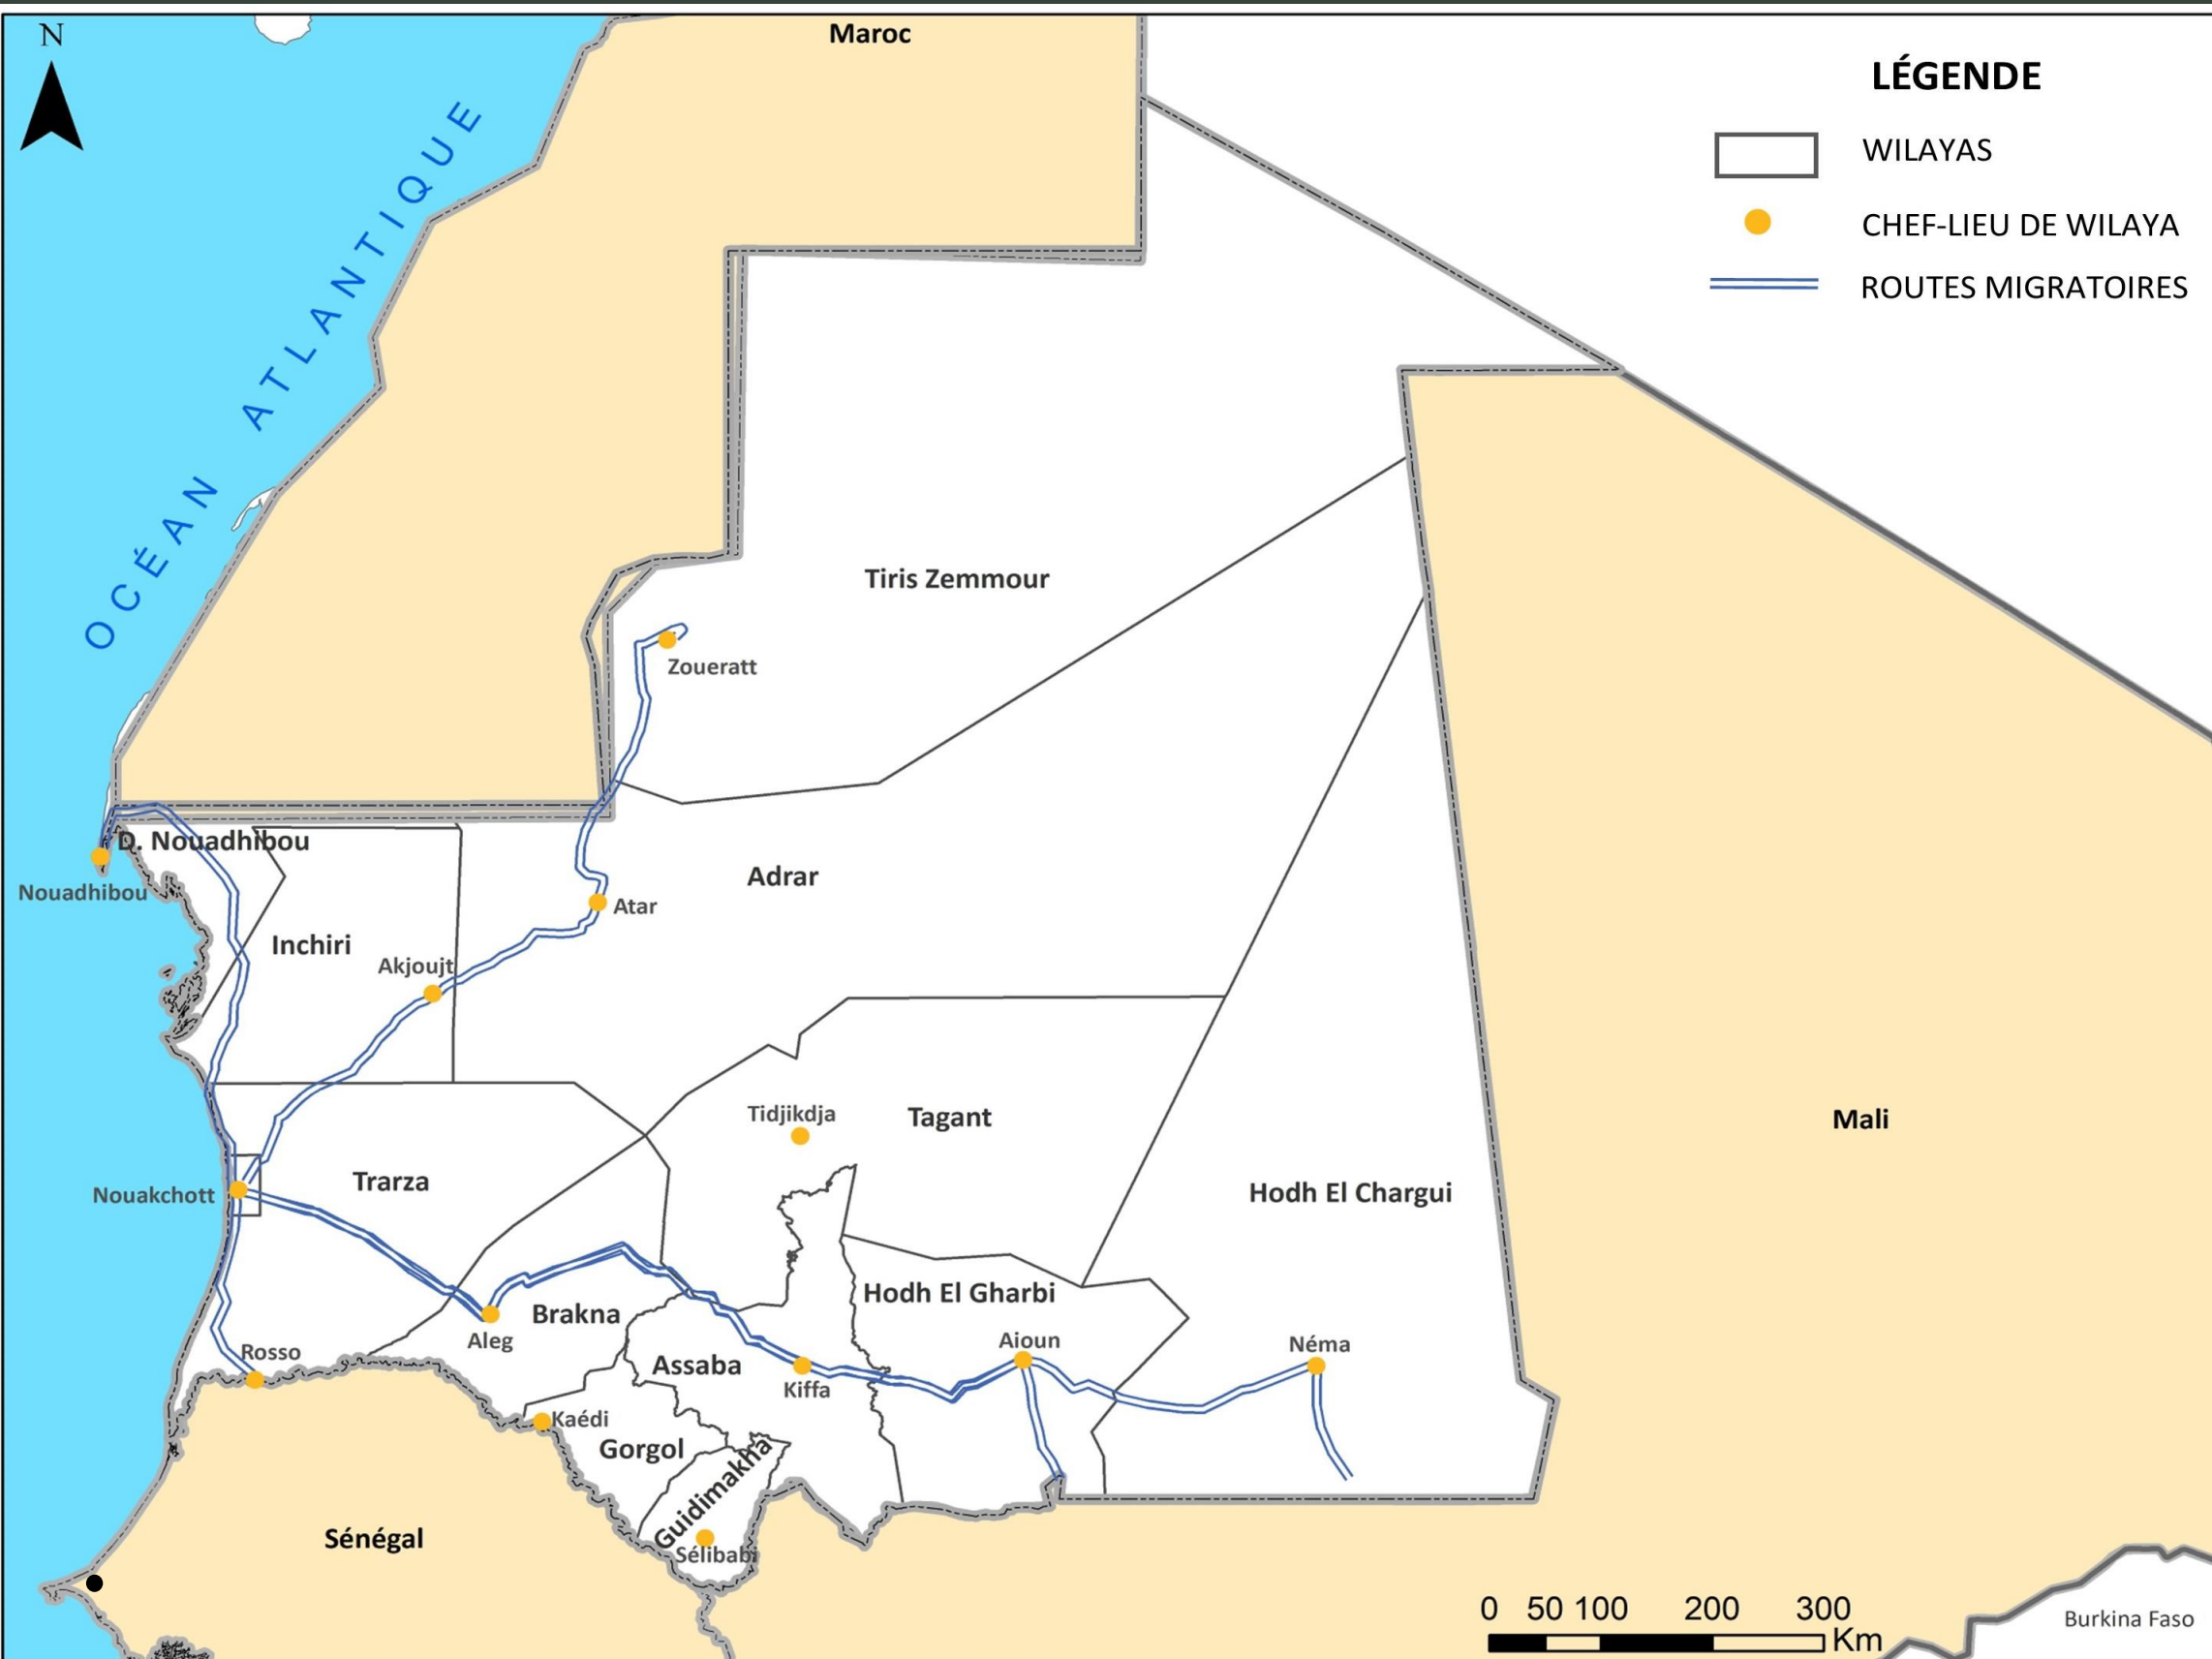 N
Maroc
LÉGENDE
WILAYAS
CHEF-LIEU DE WILAYA
ROUTES MIGRATOIRES
OCÉAN ATLANTIQUE
Tiris Zemmour
Zoueratt
D. Nouadhibou
Nouadhibou
Adrar
Atar
Inchiri
Akjoujt
Tidjikdja
Tagant
Mali
Trarza
Nouakchott
Hodh El Chargui
Hodh El Gharbi
Brakna
Aleg
Aioun
Néma
Rosso
Assaba
Kiffa
Kaédi
Gorgol
Guidimakha
Sélibabi
Sénégal
0 50 100 200 300
Km
Burkina Faso